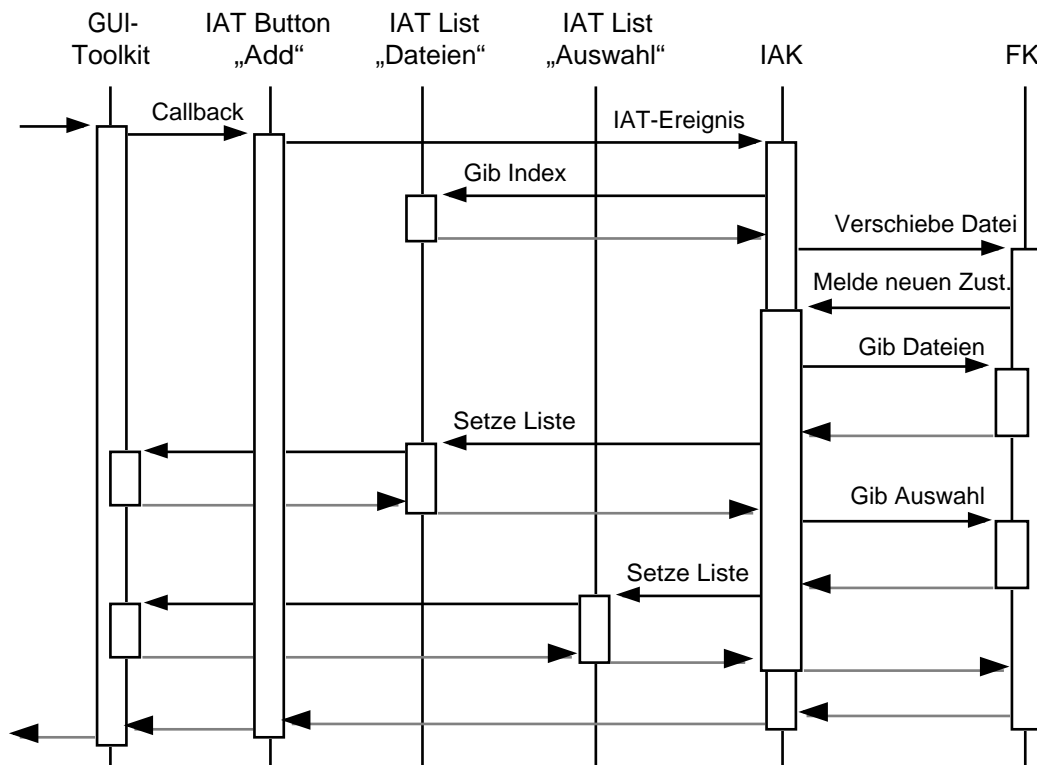 GUI-
Toolkit
IAT Button
„Add“
IAT List
„Dateien“
IAT List
„Auswahl“
IAK
FK
Callback
IAT-Ereignis
Gib Index
Verschiebe Datei
Melde neuen Zust.
Gib Dateien
Setze Liste
Gib Auswahl
Setze Liste